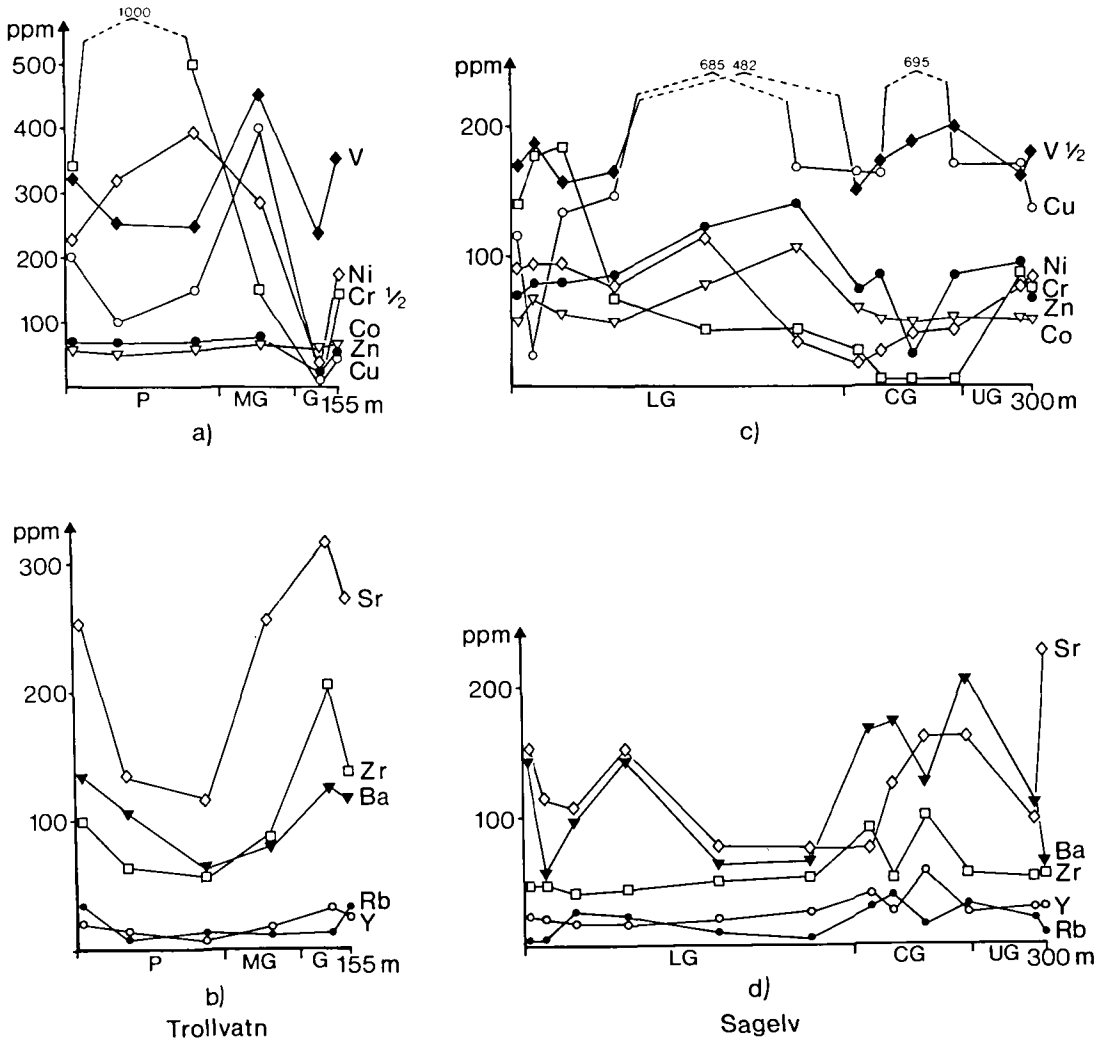 1000
ppm
500
400
300
200
100
V
Ni
Cr ½
Co
Zn
Cu
P MG G 155 m
a)
ppm
200
100
685 482 695
V ½
Cu
Ni
Cr
Zn
Co
LG CG UG 300 m
c)
ppm
300
200
100
Sr
Zr
Ba
Rb
Y
P MG G 155 m
b)
Trollvatn
ppm
200
100
Sr
Ba
Zr
Y
Rb
LG CG UG 300 m
d)
Sagelv